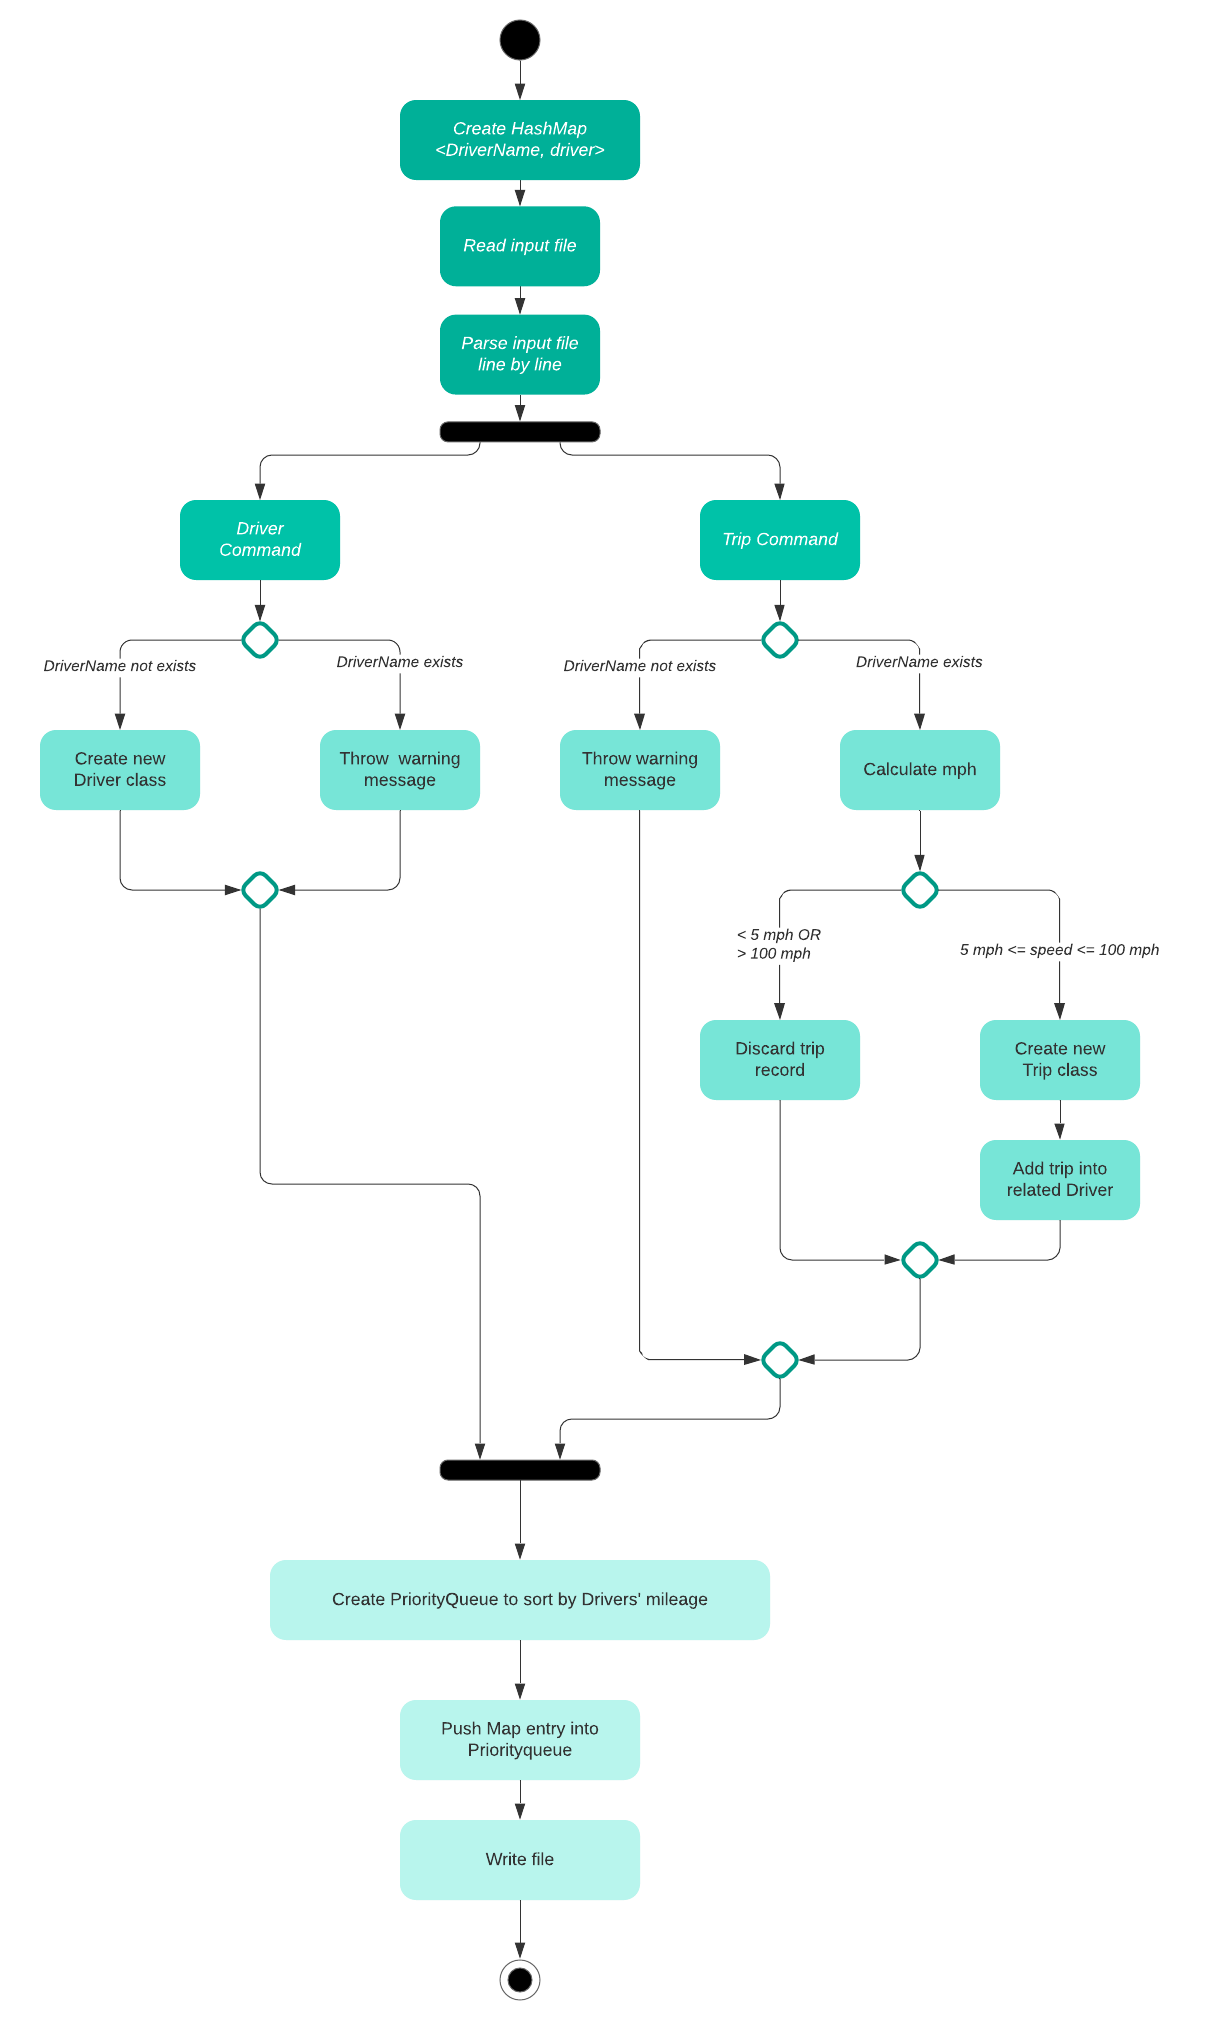 Create HashMap
<DriverName, driver>
Read input file
Parse input file
line by line
Driver
Command
Trip Command
DriverName not exists
DriverName exists
DriverName not exists
DriverName exists
Create new
Driver class
Throw  warning
message
Throw warning
message
Calculate mph
< 5 mph OR
> 100 mph
5 mph <= speed <= 100 mph
Discard trip
record
Create new
Trip class
Add trip into
related Driver
Create PriorityQueue to sort by Drivers' mileage
Push Map entry into
Priorityqueue
Write file